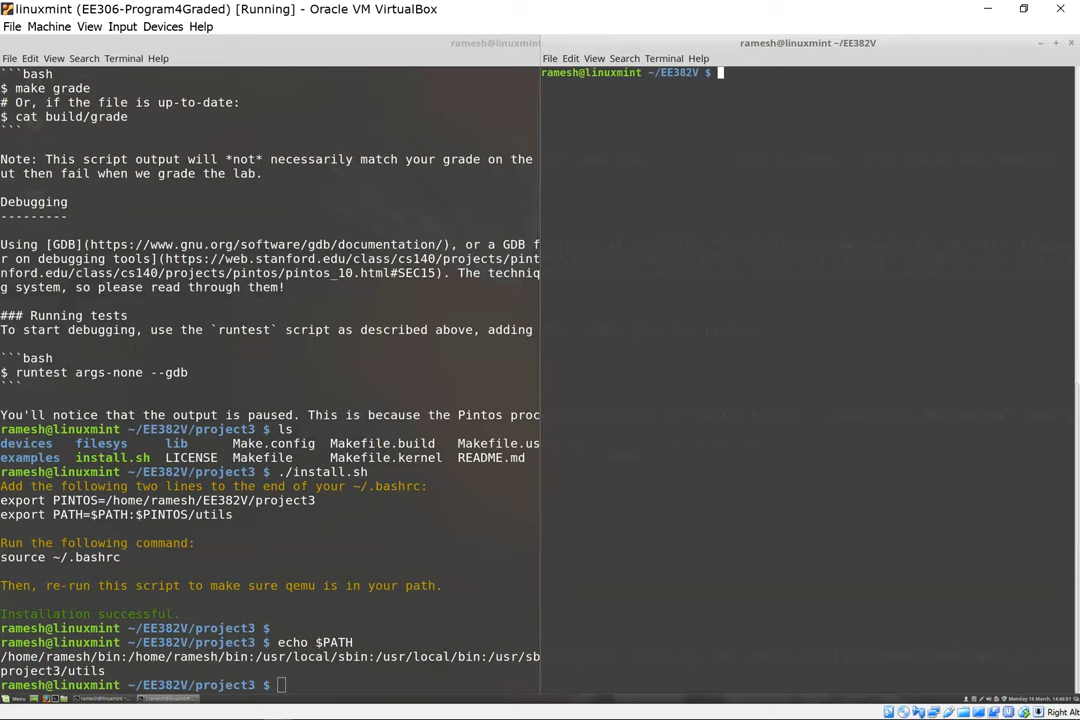 linuxmint (EE306-Program4Graded) [Running] - Oracle VM VirtualBox
File Machine View Input Devices Help
ramesh@linuxmint
File Edit View Search Terminal Help
```bash
$ make grade
# Or, if the file is up-to-date:
$ cat build/grade
```
Note: This script output will *not* necessarily match your grade on the
ut then fail when we grade the lab.
Debugging
---------
Using [GDB](https://www.gnu.org/software/gdb/documentation/), or a GDB f
r on debugging tools](https://web.stanford.edu/class/cs140/projects/pint
nford.edu/class/cs140/projects/pintos/pintos_10.html#SEC15). The techniq
g system, so please read through them!
### Running tests
To start debugging, use the `runtest` script as described above, adding
```bash
$ runtest args-none --gdb
```
You'll notice that the output is paused. This is because the Pintos proc
ramesh@linuxmint ~/EE382V/project3 $ ls
devices filesys lib Make.config Makefile.build Makefile.us
examples install.sh LICENSE Makefile Makefile.kernel README.md
ramesh@linuxmint ~/EE382V/project3 $ ./install.sh
Add the following two lines to the end of your ~/.bashrc:
export PINTOS=/home/ramesh/EE382V/project3
export PATH=$PATH:$PINTOS/utils
Run the following command:
source ~/.bashrc
Then, re-run this script to make sure qemu is in your path.
Installation successful.
ramesh@linuxmint ~/EE382V/project3 $
ramesh@linuxmint ~/EE382V/project3 $ echo $PATH
/home/ramesh/bin:/home/ramesh/bin:/usr/local/sbin:/usr/local/bin:/usr/sb
project3/utils
ramesh@linuxmint ~/EE382V/project3 $
ramesh@linuxmint ~/EE382V
File Edit View Search Terminal Help
ramesh@linuxmint ~/EE382V $
Menu
Monday 16 March, 14:46:01
Right Alt